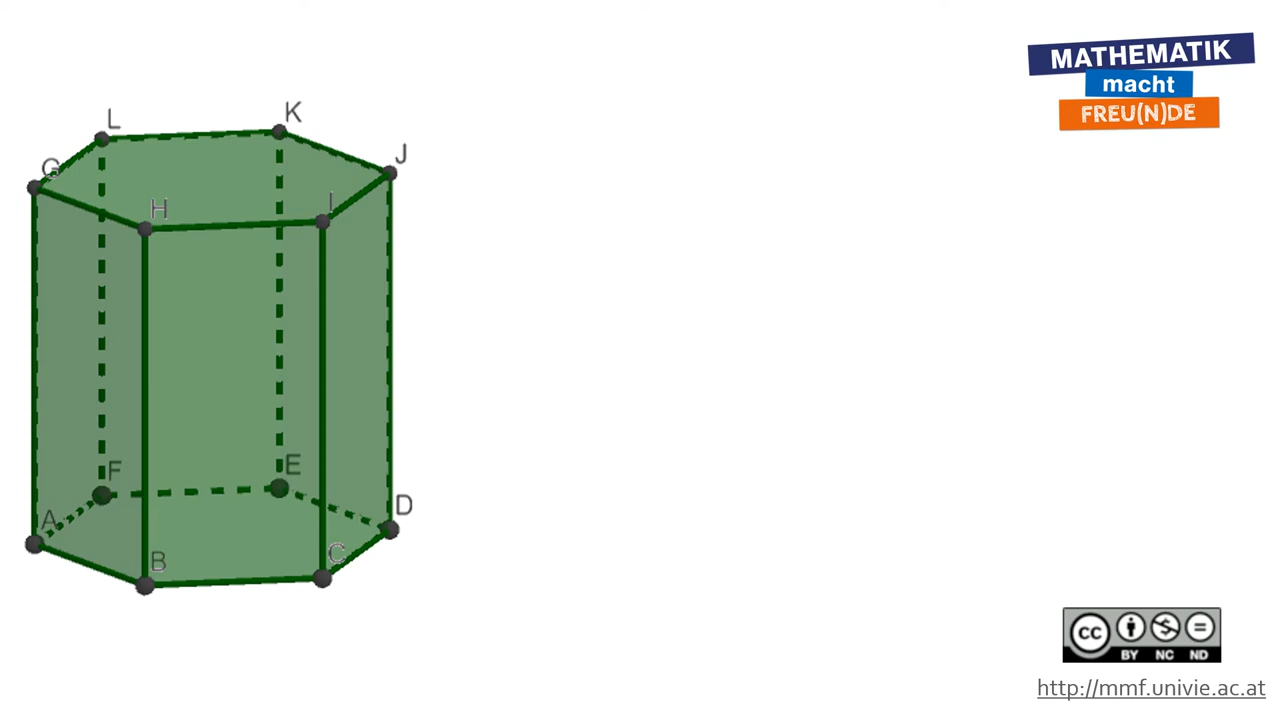 MATHEMATIK
macht
FREU(N)DE
L
K
G
J
H
I
F
E
A
D
B
C
cc
BY NC ND
http://mmf.univie.ac.at